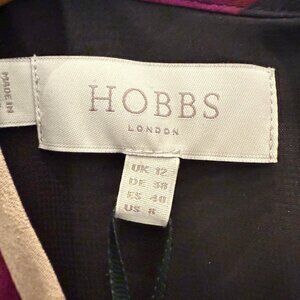 HOBBS
LONDON
MADE IN
UK 12
DE 38
ES 40
US 8